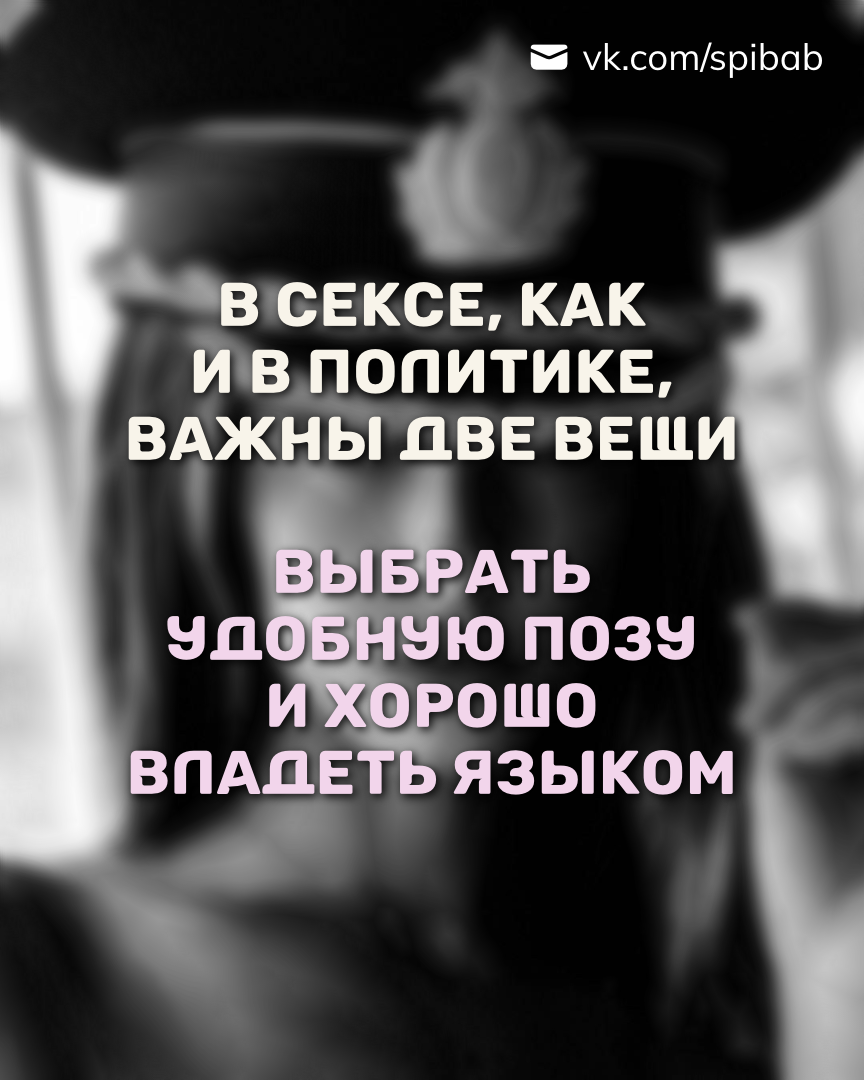 vk.com/spibab
В СЕКСЕ, КАК
И В ПОЛИТИКЕ,
ВАЖНЫ ДВЕ ВЕЩИ
ВЫБРАТЬ
УДОБНУЮ ПОЗУ
И ХОРОШО
ВЛАДЕТЬ ЯЗЫКОМ